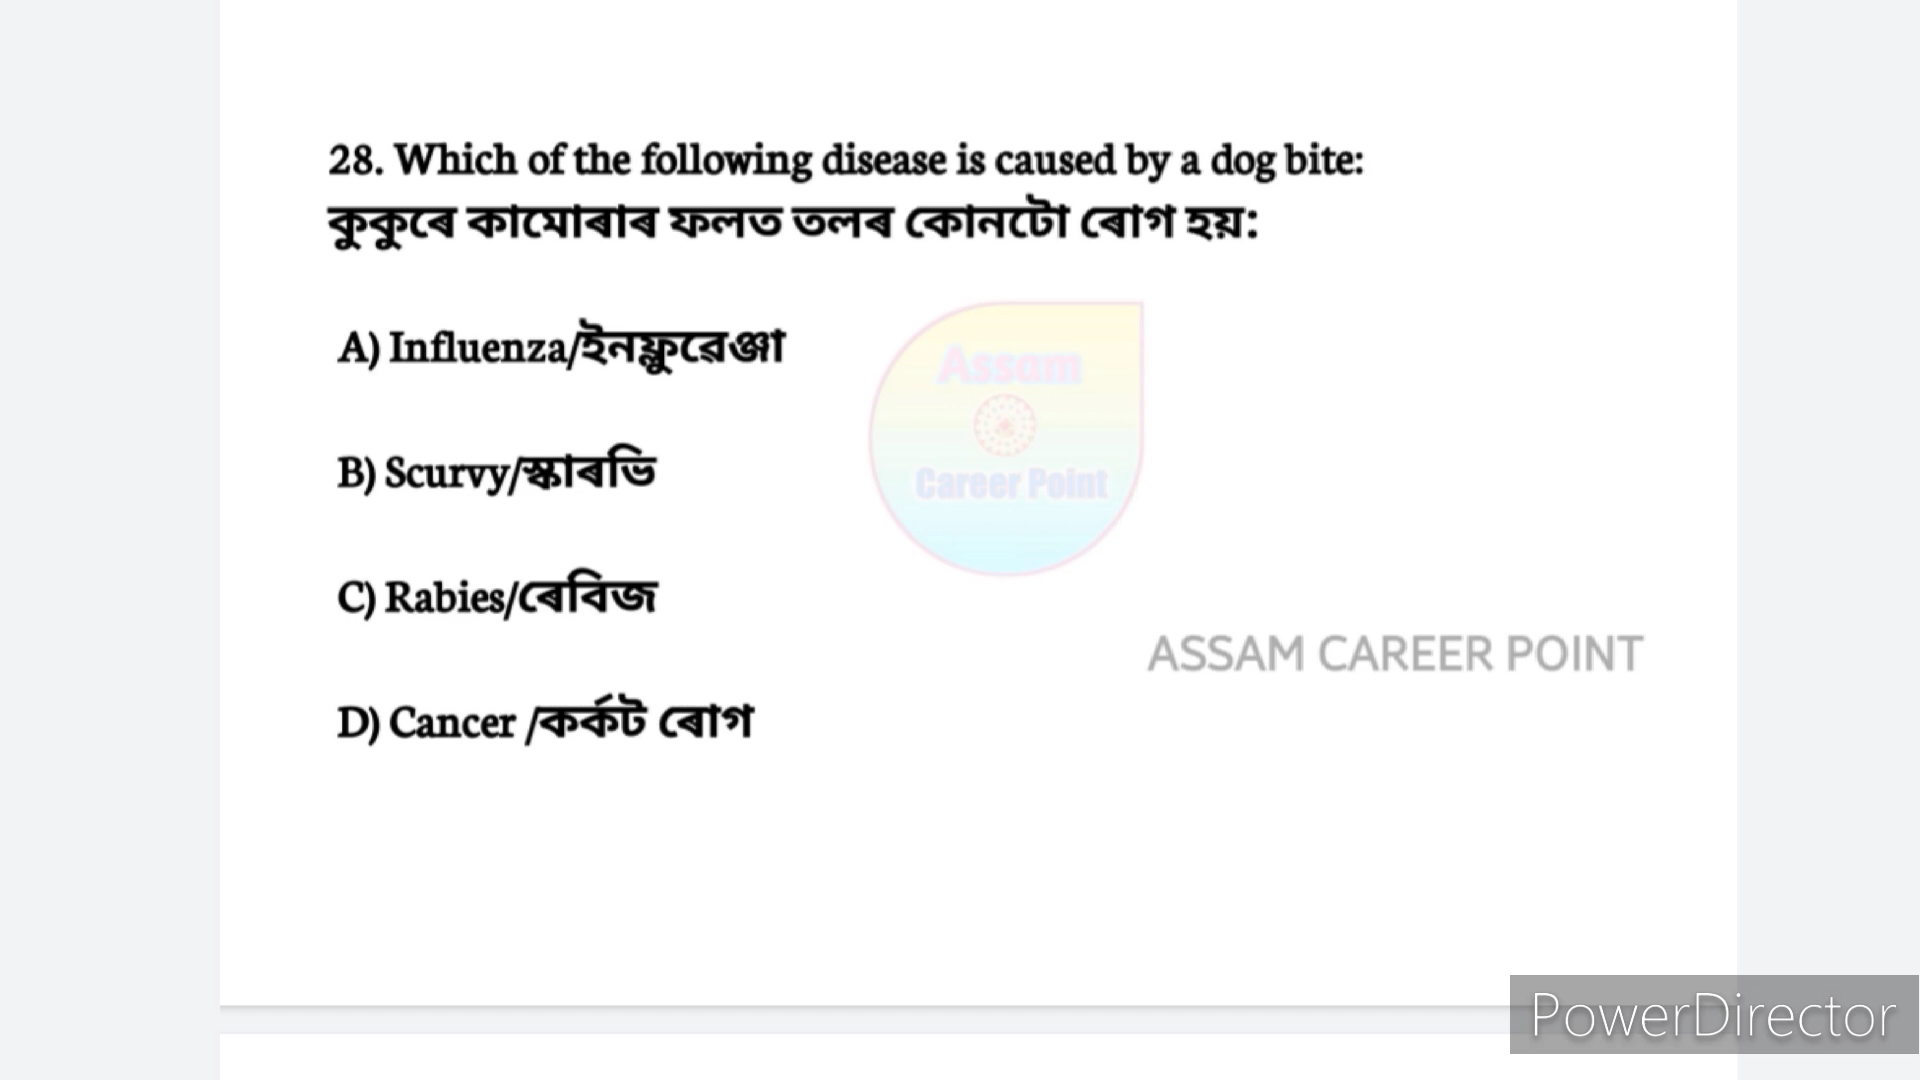 28. Which of the following disease is caused by a dog bite:
কুকুৰে কামোৰাৰ ফলত তলৰ কোনটো ৰোগ হয়:
A) Influenza/ইনফ্লুৱেঞ্জা
Assam
B) Scurvy/স্কাৰভি
Career Point
C) Rabies/ৰেবিজ
ASSAM CAREER POINT
D) Cancer /কৰ্কট ৰোগ
PowerDirector